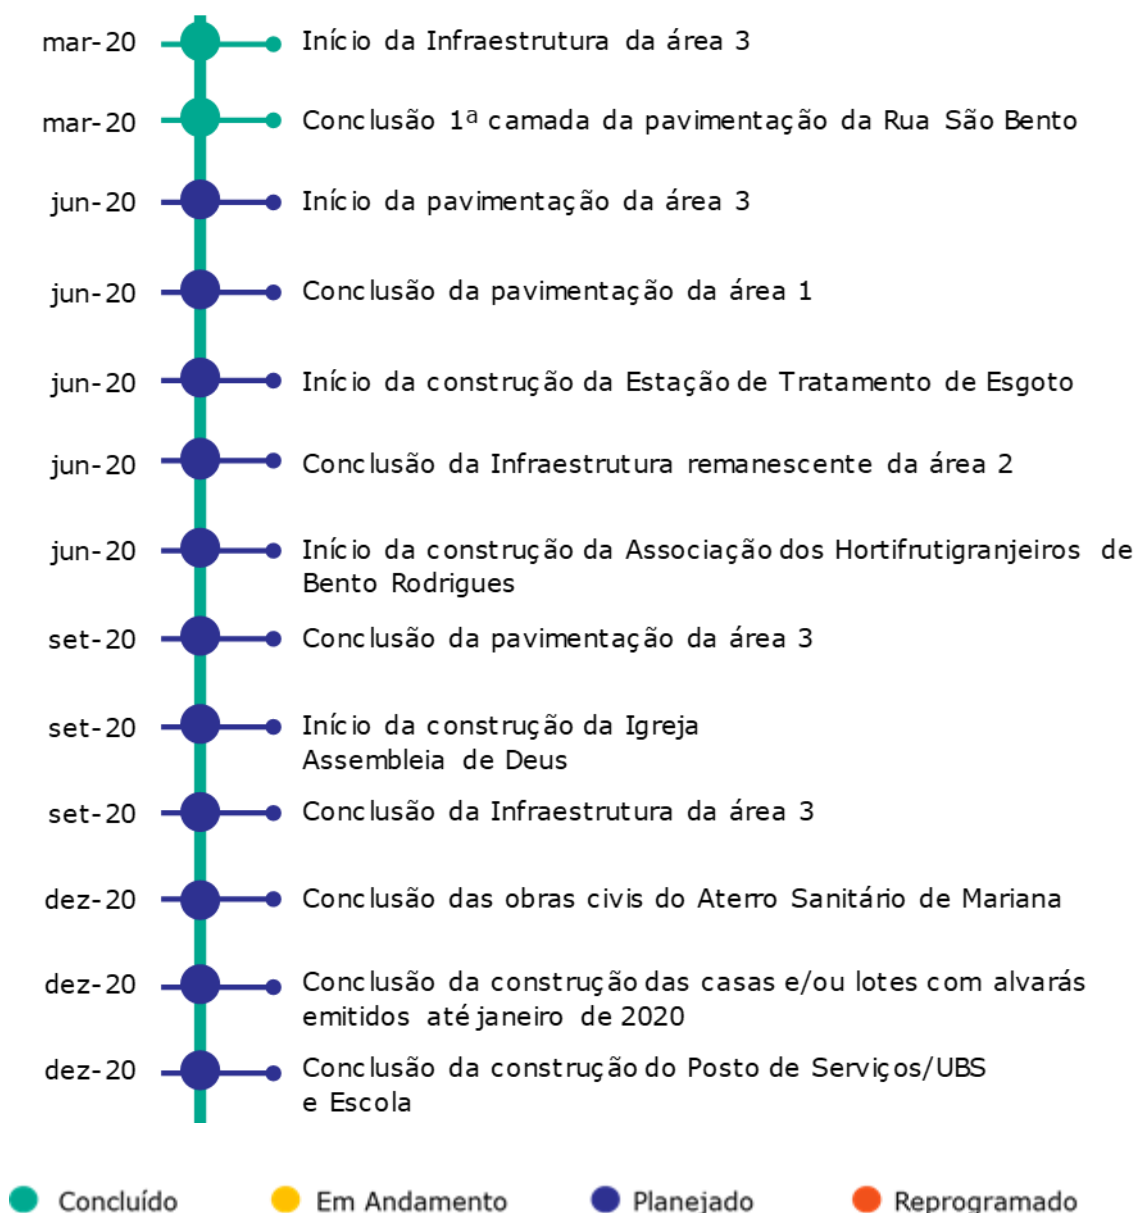 mar-20 Início da Infraestrutura da área 3
mar-20 Conclusão 1ª camada da pavimentação da Rua São Bento
jun-20 Início da pavimentação da área 3
jun-20 Conclusão da pavimentação da área 1
jun-20 Início da construção da Estação de Tratamento de Esgoto
jun-20 Conclusão da Infraestrutura remanescente da área 2
jun-20 Início da construção da Associação dos Hortifrutigranjeiros de
Bento Rodrigues
set-20 Conclusão da pavimentação da área 3
set-20 Início da construção da Igreja
Assembleia de Deus
set-20 Conclusão da Infraestrutura da área 3
dez-20 Conclusão das obras civis do Aterro Sanitário de Mariana
dez-20 Conclusão da construção das casas e/ou lotes com alvarás
emitidos até janeiro de 2020
dez-20 Conclusão da construção do Posto de Serviços/UBS
e Escola
Concluído Em Andamento Planejado Reprogramado